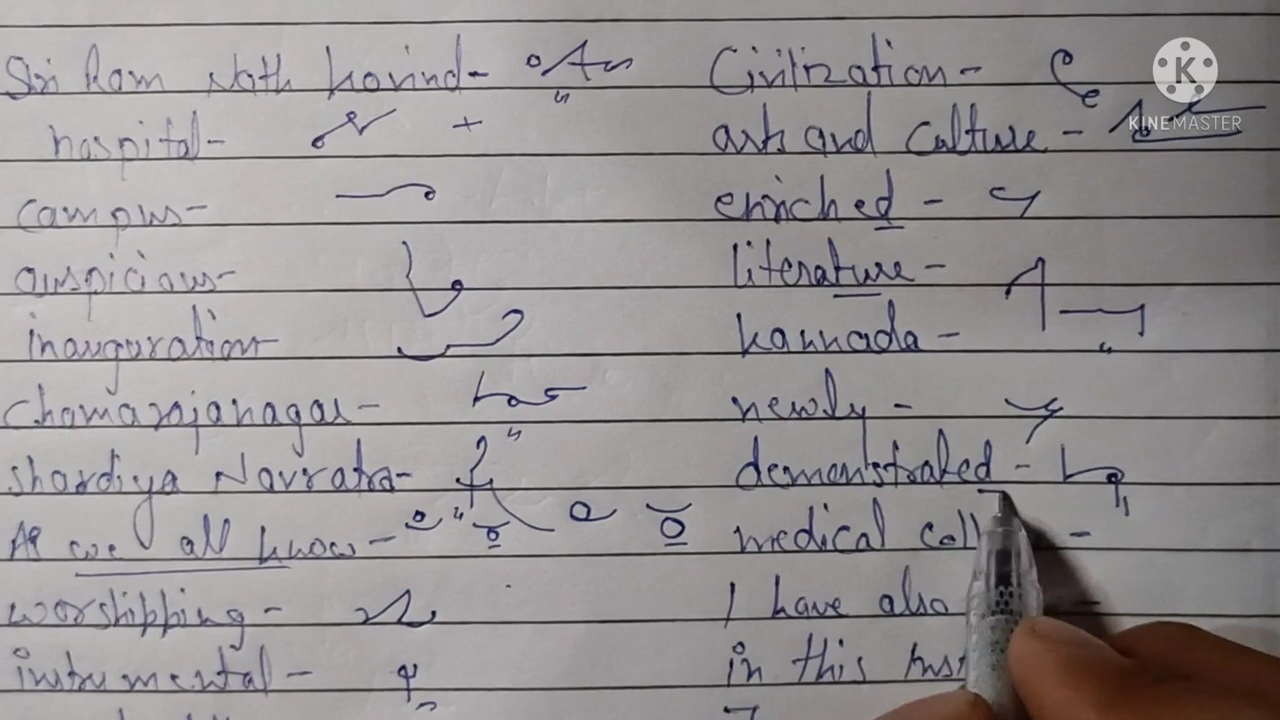 Sri Ram Nath Kovind-
hospital-
campus-
auspicious-
inauguration-
Chamarajanagar-
Shardiya Navratra-
As we all know-
worshipping-
instrumental-
Civilization-
arts and culture-
enriched-
literature-
kannada-
newly-
demonstrated-
medical coll -
I have also -
in this
K
KINEMASTER